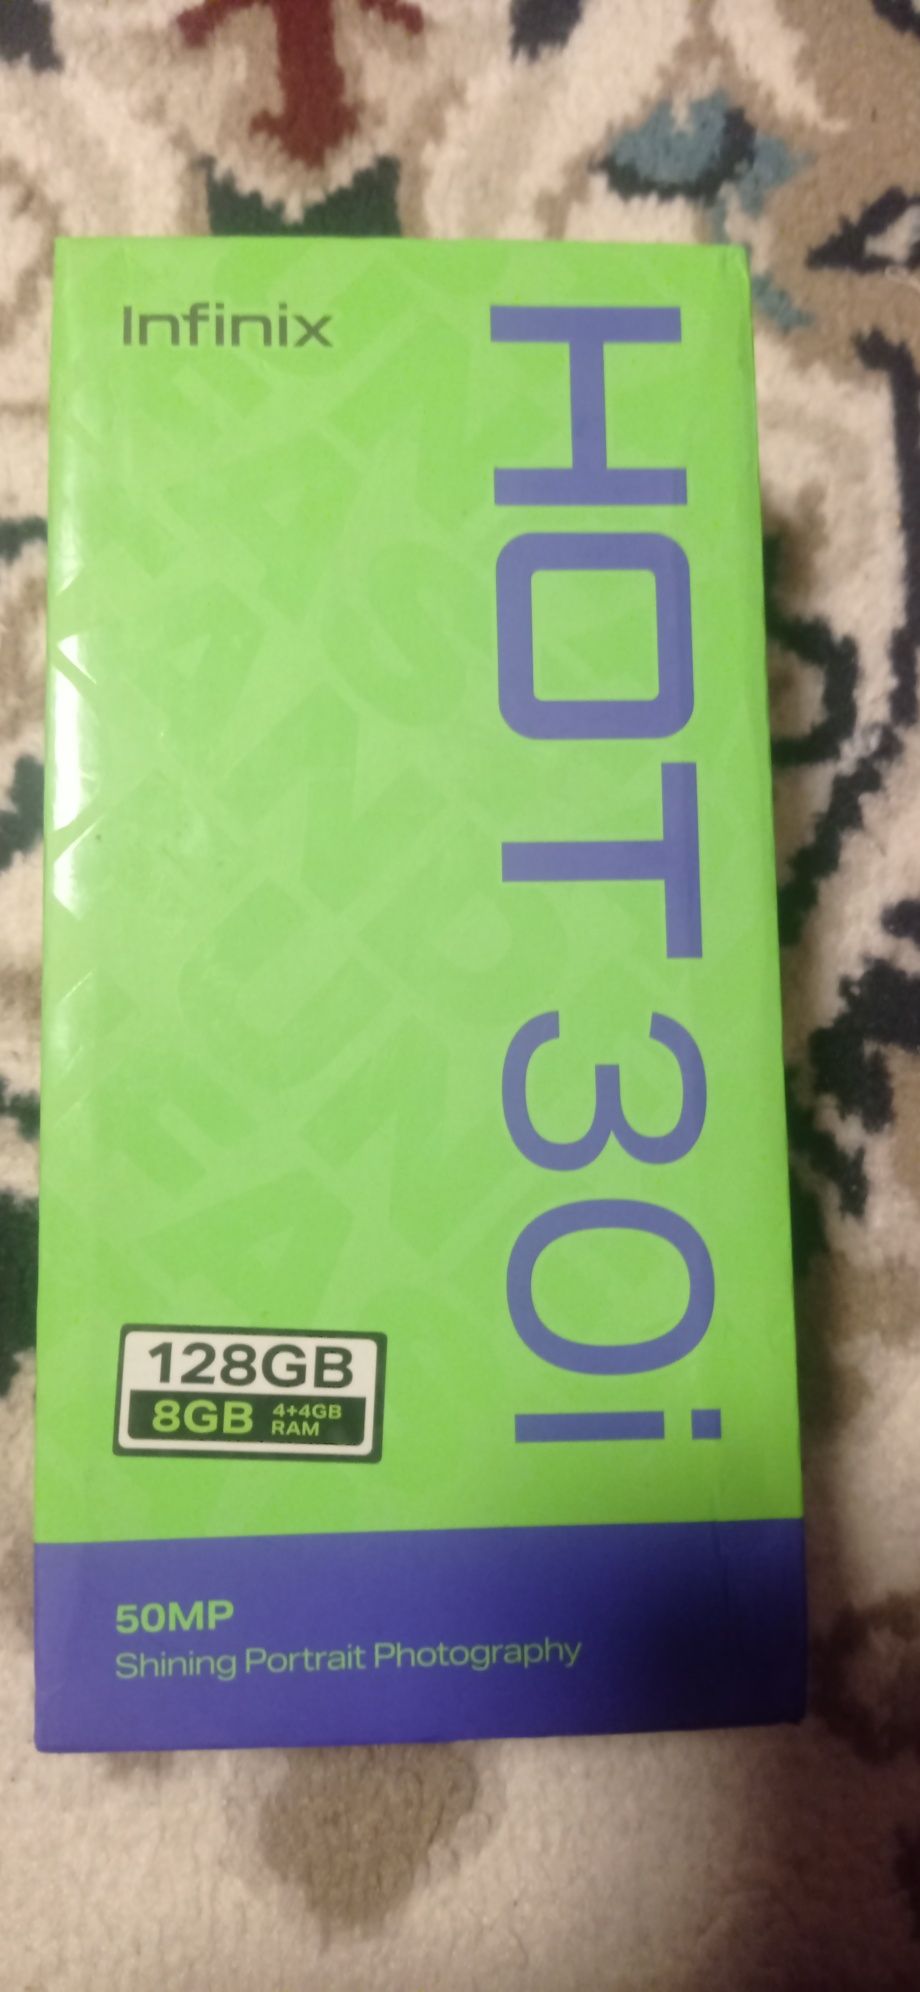 Infinix
HOT 30i
128GB
8GB 4+4GB
RAM
50MP
Shining Portrait Photography